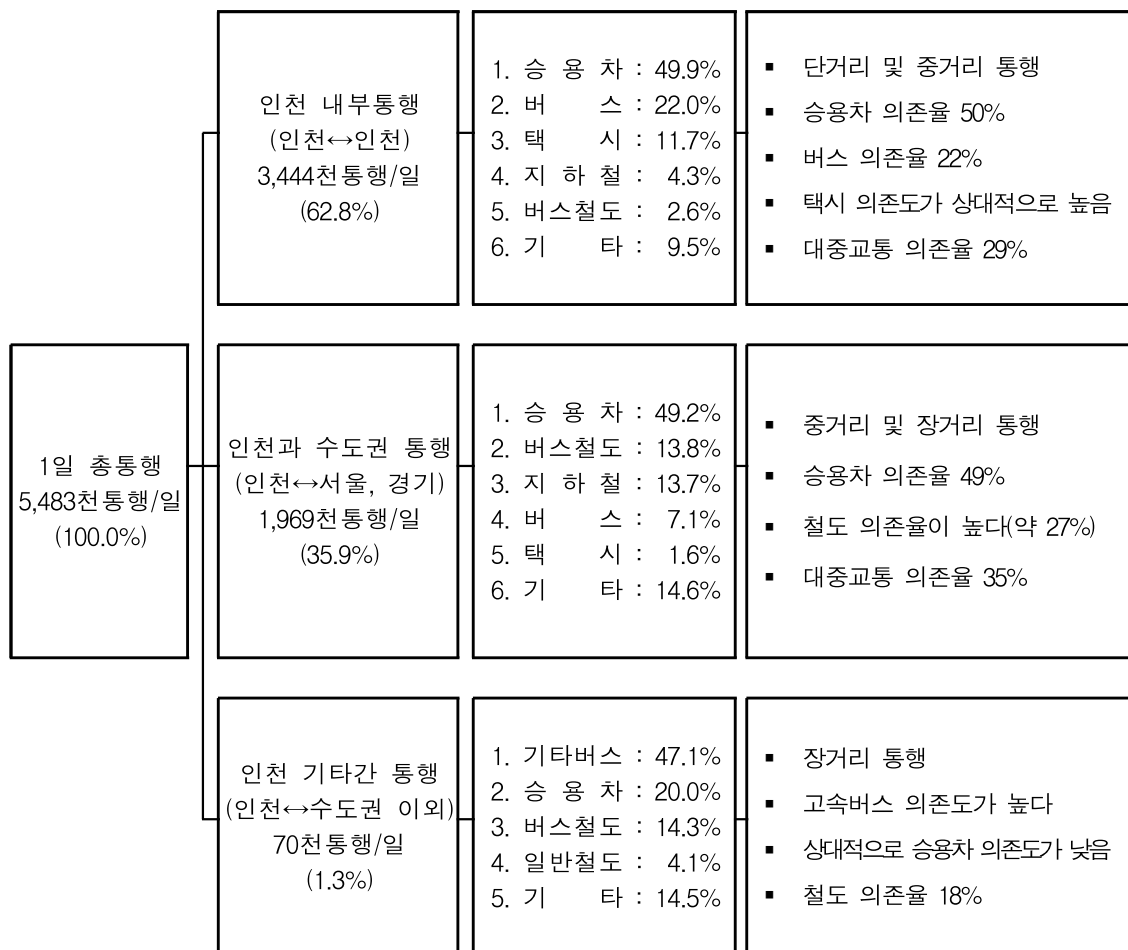 1일 총통행
5,483천통행/일
(100.0%)
인천 내부통행
(인천↔인천)
3,444천통행/일
(62.8%)
1. 승 용 차 : 49.9%
2. 버 스 : 22.0%
3. 택 시 : 11.7%
4. 지 하 철 : 4.3%
5. 버스철도 : 2.6%
6. 기 타 : 9.5%
▪ 단거리 및 중거리 통행
▪ 승용차 의존율 50%
▪ 버스 의존율 22%
▪ 택시 의존도가 상대적으로 높음
▪ 대중교통 의존율 29%
인천과 수도권 통행
(인천↔서울, 경기)
1,969천통행/일
(35.9%)
1. 승 용 차 : 49.2%
2. 버스철도 : 13.8%
3. 지 하 철 : 13.7%
4. 버 스 : 7.1%
5. 택 시 : 1.6%
6. 기 타 : 14.6%
▪ 중거리 및 장거리 통행
▪ 승용차 의존율 49%
▪ 철도 의존율이 높다(약 27%)
▪ 대중교통 의존율 35%
인천 기타간 통행
(인천↔수도권 이외)
70천통행/일
(1.3%)
1. 기타버스 : 47.1%
2. 승 용 차 : 20.0%
3. 버스철도 : 14.3%
4. 일반철도 : 4.1%
5. 기 타 : 14.5%
▪ 장거리 통행
▪ 고속버스 의존도가 높다
▪ 상대적으로 승용차 의존도가 낮음
▪ 철도 의존율 18%